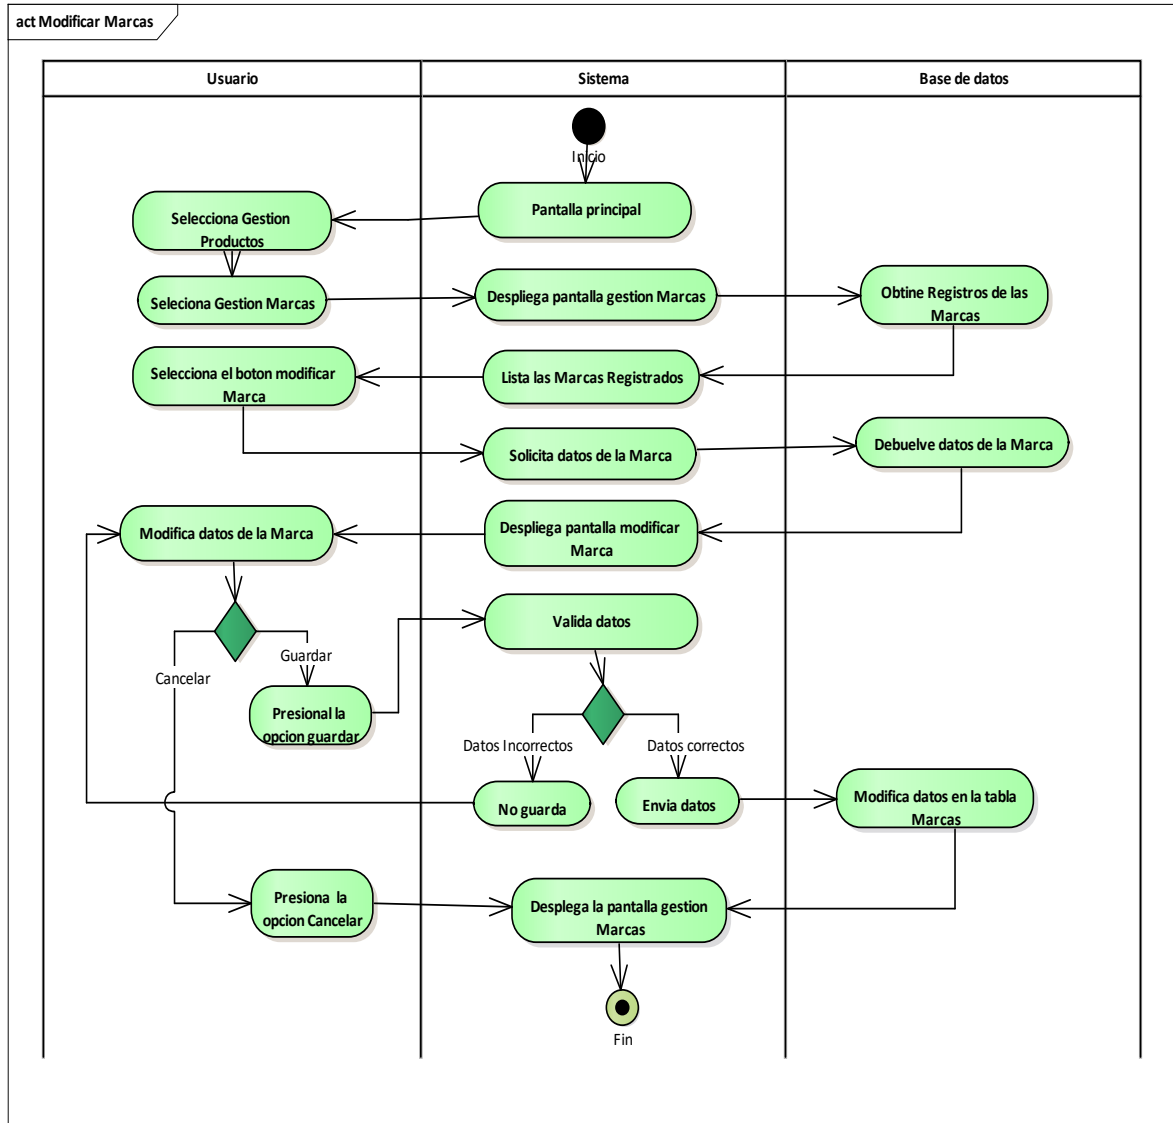 act Modificar Marcas
Usuario
Sistema
Base de datos
Inicio
Pantalla principal
Selecciona Gestion
Productos
Seleciona Gestion Marcas
Despliega pantalla gestion Marcas
Obtine Registros de las
Marcas
Selecciona el boton modificar
Marca
Lista las Marcas Registrados
Solicita datos de la Marca
Debuelve datos de la Marca
Modifica datos de la Marca
Despliega pantalla modificar
Marca
Valida datos
Guardar
Cancelar
Presional la
opcion guardar
Datos Incorrectos
Datos correctos
No guarda
Envia datos
Modifica datos en la tabla
Marcas
Presiona la
opcion Cancelar
Desplega la pantalla gestion
Marcas
Fin